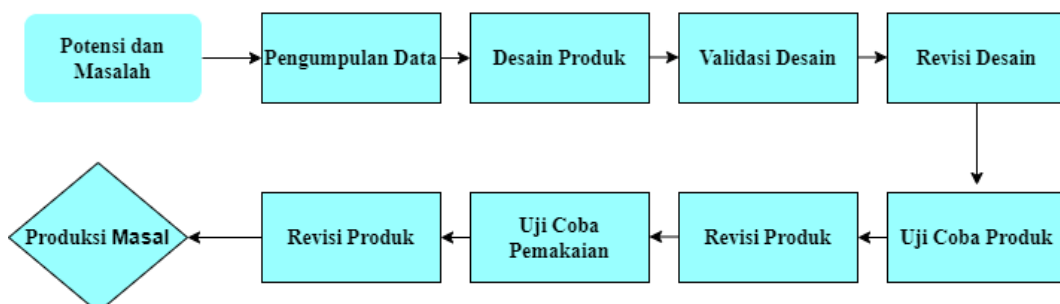 Potensi dan
Masalah
Pengumpulan Data
Desain Produk
Validasi Desain
Revisi Desain
Uji Coba Produk
Revisi Produk
Uji Coba
Pemakaian
Revisi Produk
Produksi Masal